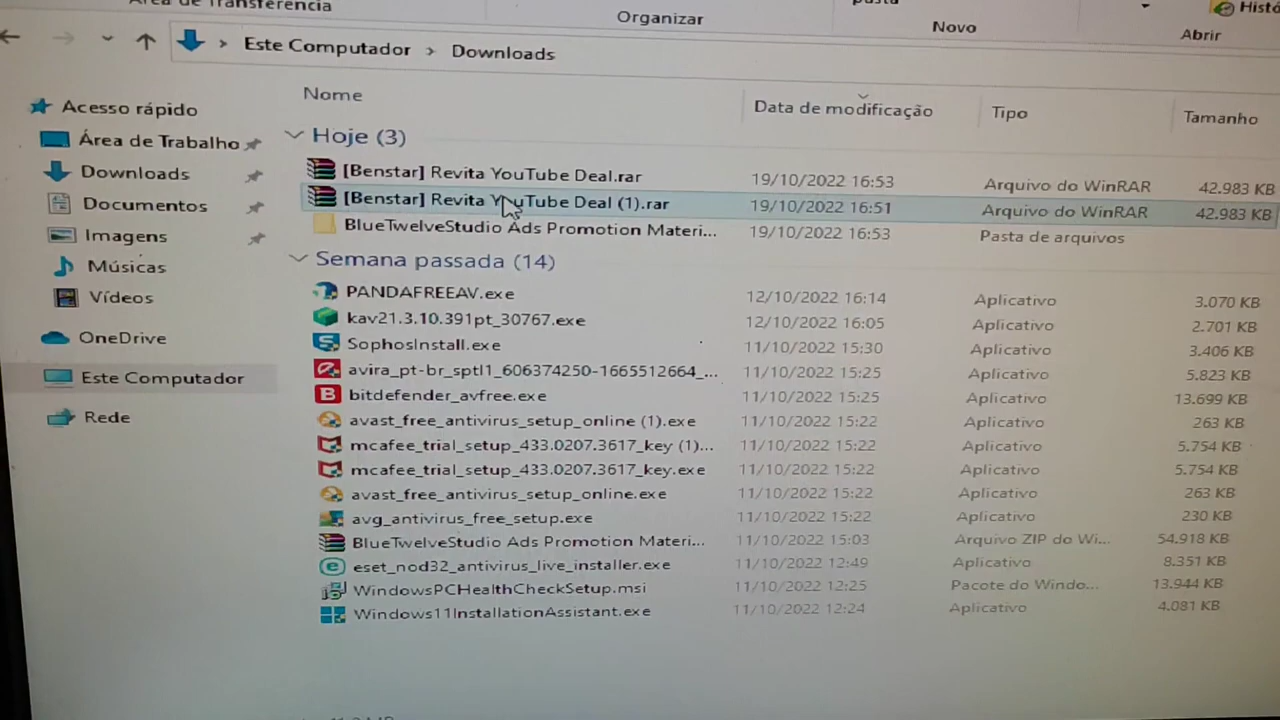 Área de Transferência
Organizar
pasta
Novo
Histó
Abrir
Este Computador > Downloads
Acesso rápido
Área de Trabalho
Downloads
Documentos
Imagens
Músicas
Vídeos
OneDrive
Este Computador
Rede
Nome Data de modificação Tipo Tamanho
Hoje (3)
[Benstar] Revita YouTube Deal.rar 19/10/2022 16:53 Arquivo do WinRAR 42.983 KB
[Benstar] Revita YouTube Deal (1).rar 19/10/2022 16:51 Arquivo do WinRAR 42.983 KB
BlueTwelveStudio Ads Promotion Materi... 19/10/2022 16:53 Pasta de arquivos
Semana passada (14)
PANDAFREEAV.exe 12/10/2022 16:14 Aplicativo 3.070 KB
kav21.3.10.391pt_30767.exe 12/10/2022 16:05 Aplicativo 2.701 KB
SophosInstall.exe 11/10/2022 15:30 Aplicativo 3.406 KB
avira_pt-br_sptl1_606374250-1665512664_... 11/10/2022 15:25 Aplicativo 5.823 KB
bitdefender_avfree.exe 11/10/2022 15:25 Aplicativo 13.699 KB
avast_free_antivirus_setup_online (1).exe 11/10/2022 15:22 Aplicativo 263 KB
mcafee_trial_setup_433.0207.3617_key (1)... 11/10/2022 15:22 Aplicativo 5.754 KB
mcafee_trial_setup_433.0207.3617_key.exe 11/10/2022 15:22 Aplicativo 5.754 KB
avast_free_antivirus_setup_online.exe 11/10/2022 15:22 Aplicativo 263 KB
avg_antivirus_free_setup.exe 11/10/2022 15:22 Aplicativo 230 KB
BlueTwelveStudio Ads Promotion Materi... 11/10/2022 15:03 Arquivo ZIP do Wi... 54.918 KB
eset_nod32_antivirus_live_installer.exe 11/10/2022 12:49 Aplicativo 8.351 KB
WindowsPCHealthCheckSetup.msi 11/10/2022 12:25 Pacote do Windo... 13.944 KB
Windows11InstallationAssistant.exe 11/10/2022 12:24 Aplicativo 4.081 KB